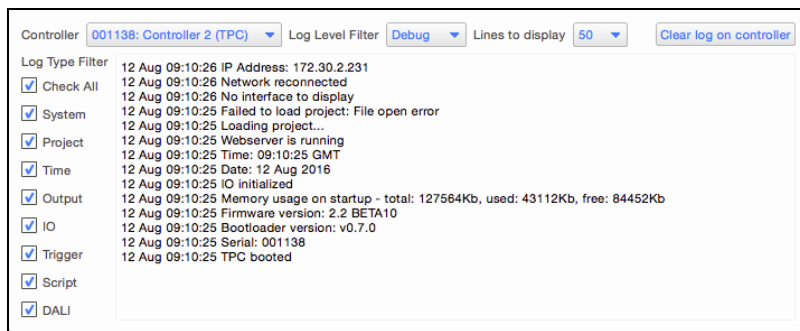 Controller 001138: Controller 2 (TPC) Log Level Filter Debug Lines to display 50 Clear log on controller
Log Type Filter
Check All
System
Project
Time
Output
IO
Trigger
Script
DALI
12 Aug 09:10:26 IP Address: 172.30.2.231
12 Aug 09:10:26 Network reconnected
12 Aug 09:10:26 No interface to display
12 Aug 09:10:25 Failed to load project: File open error
12 Aug 09:10:25 Loading project...
12 Aug 09:10:25 Webserver is running
12 Aug 09:10:25 Time: 09:10:25 GMT
12 Aug 09:10:25 Date: 12 Aug 2016
12 Aug 09:10:25 IO initialized
12 Aug 09:10:25 Memory usage on startup - total: 127564Kb, used: 43112Kb, free: 84452Kb
12 Aug 09:10:25 Firmware version: 2.2 BETA10
12 Aug 09:10:25 Bootloader version: v0.7.0
12 Aug 09:10:25 Serial: 001138
12 Aug 09:10:25 TPC booted